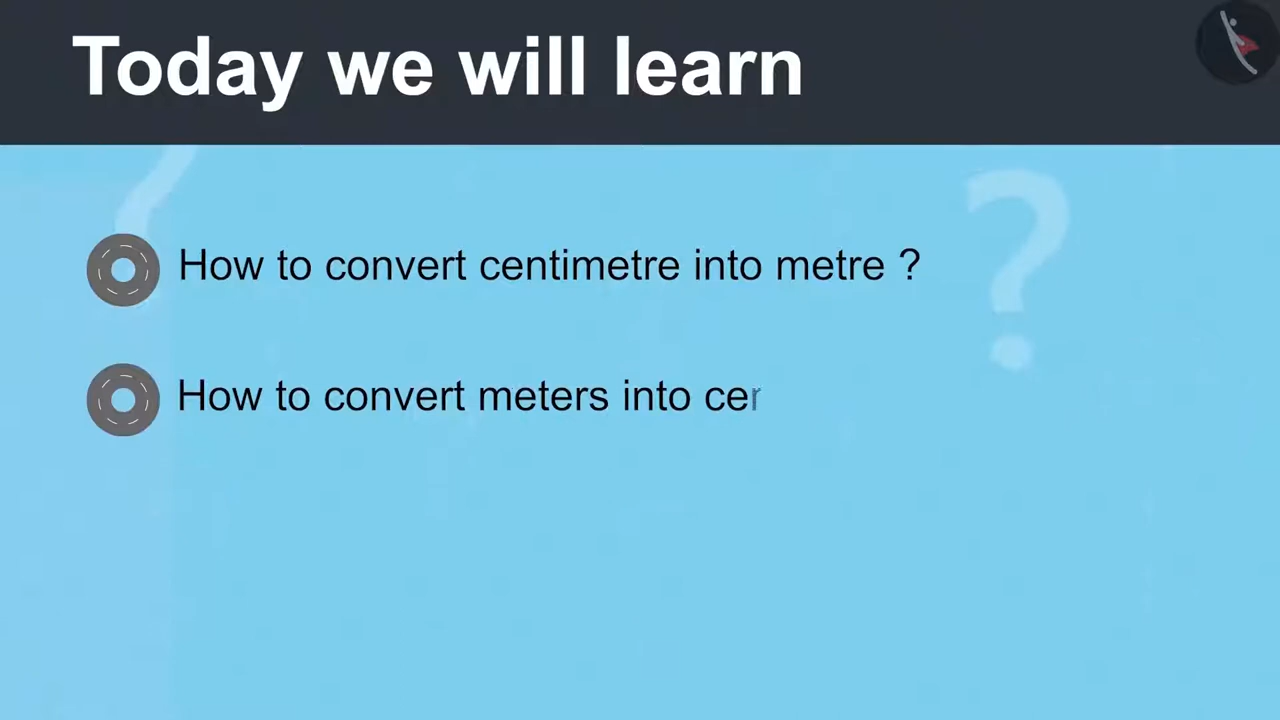 Today we will learn
How to convert centimetre into metre ?
How to convert meters into cer